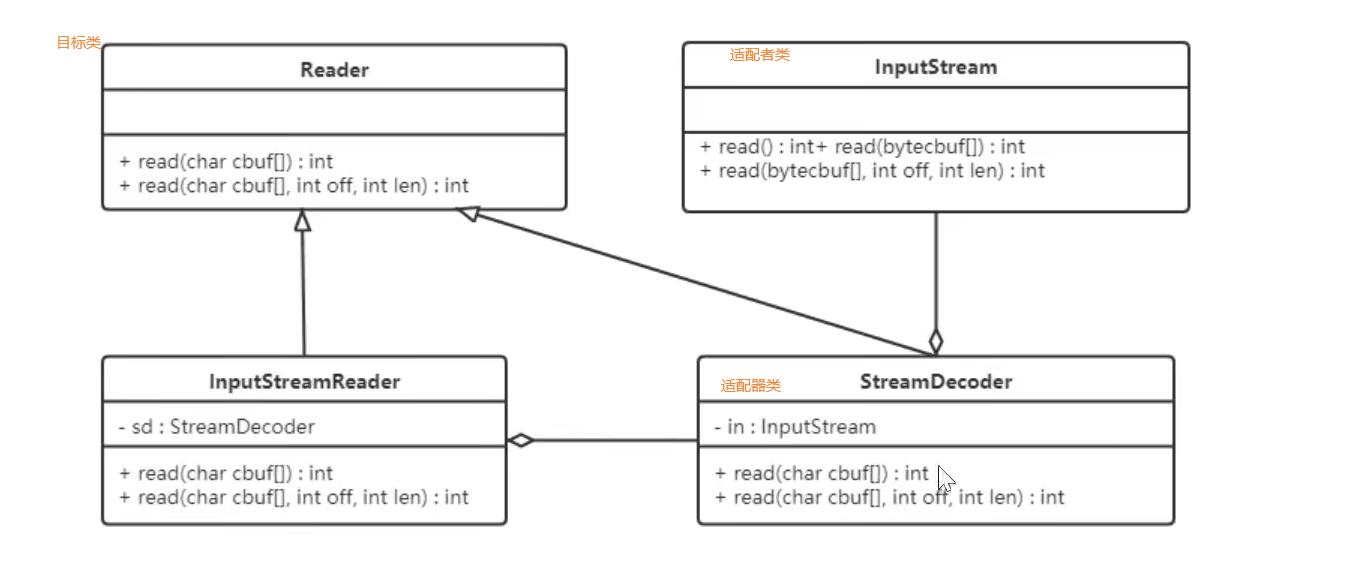 目标类
Reader
+ read(char cbuf[]) : int
+ read(char cbuf[], int off, int len) : int
适配者类
InputStream
+ read() : int+ read(bytecbuf[]) : int
+ read(bytecbuf[], int off, int len) : int
InputStreamReader
- sd : StreamDecoder
+ read(char cbuf[]) : int
+ read(char cbuf[], int off, int len) : int
适配器类
StreamDecoder
- in : InputStream
+ read(char cbuf[]) : int
+ read(char cbuf[], int off, int len) : int